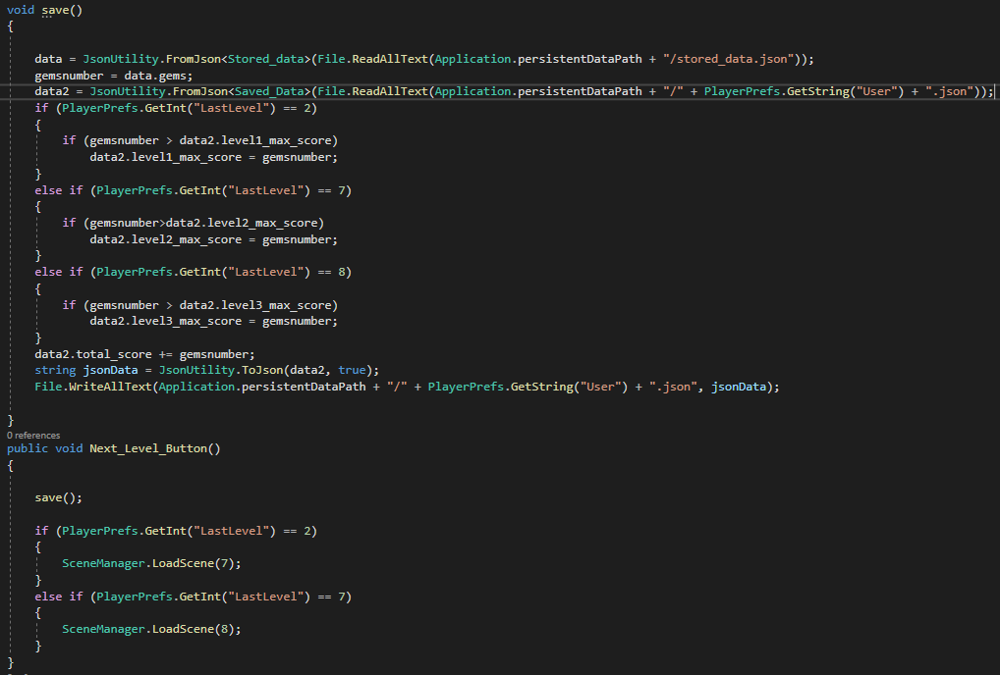 void save()
{
data = JsonUtility.FromJson<Stored_data>(File.ReadAllText(Application.persistentDataPath + "/stored_data.json"));
gemsnumber = data.gems;
data2 = JsonUtility.FromJson<Saved_Data>(File.ReadAllText(Application.persistentDataPath + "/" + PlayerPrefs.GetString("User") + ".json"));
if (PlayerPrefs.GetInt("LastLevel") == 2)
{
if (gemsnumber > data2.level1_max_score)
data2.level1_max_score = gemsnumber;
}
else if (PlayerPrefs.GetInt("LastLevel") == 7)
{
if (gemsnumber>data2.level2_max_score)
data2.level2_max_score = gemsnumber;
}
else if (PlayerPrefs.GetInt("LastLevel") == 8)
{
if (gemsnumber > data2.level3_max_score)
data2.level3_max_score = gemsnumber;
}
data2.total_score += gemsnumber;
string jsonData = JsonUtility.ToJson(data2, true);
File.WriteAllText(Application.persistentDataPath + "/" + PlayerPrefs.GetString("User") + ".json", jsonData);
}
0 references
public void Next_Level_Button()
{
save();
if (PlayerPrefs.GetInt("LastLevel") == 2)
{
SceneManager.LoadScene(7);
}
else if (PlayerPrefs.GetInt("LastLevel") == 7)
{
SceneManager.LoadScene(8);
}
}